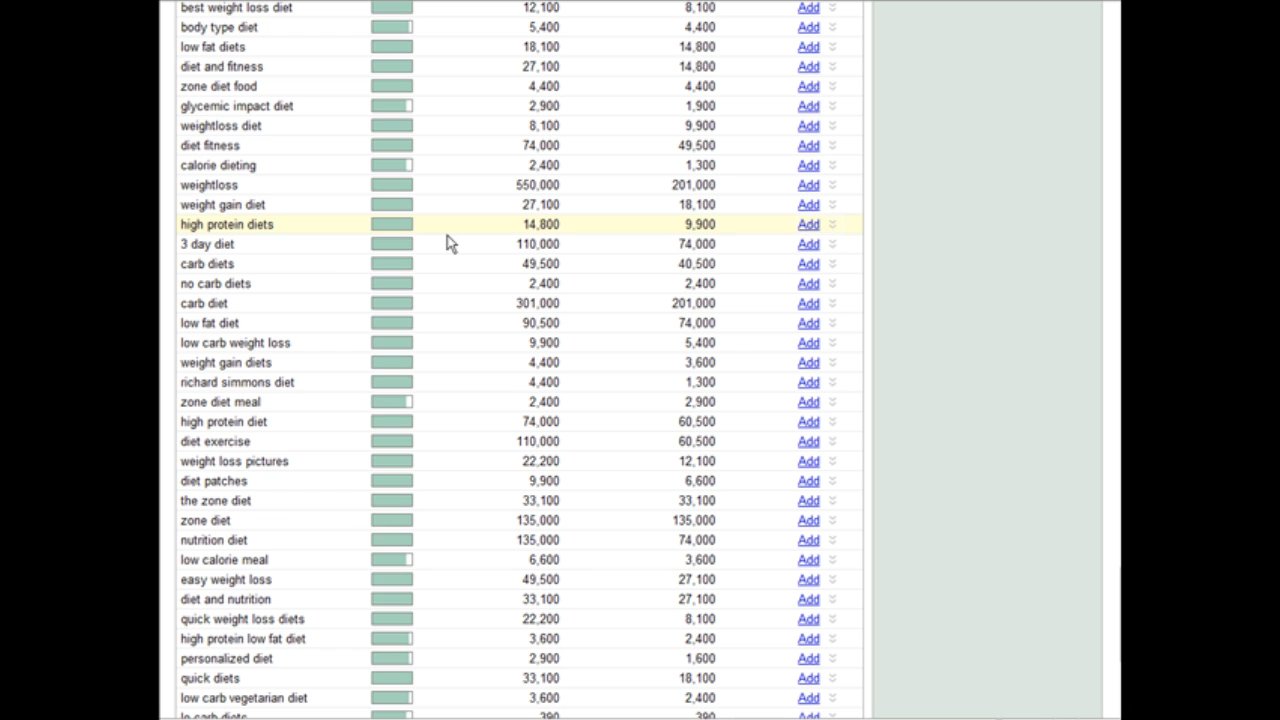 best weight loss diet 12,100 8,100 Add
body type diet 5,400 4,400 Add
low fat diets 18,100 14,800 Add
diet and fitness 27,100 14,800 Add
zone diet food 4,400 4,400 Add
glycemic impact diet 2,900 1,900 Add
weightloss diet 8,100 9,900 Add
diet fitness 74,000 49,500 Add
calorie dieting 2,400 1,300 Add
weightloss 550,000 201,000 Add
weight gain diet 27,100 18,100 Add
high protein diets 14,800 9,900 Add
3 day diet 110,000 74,000 Add
carb diets 49,500 40,500 Add
no carb diets 2,400 2,400 Add
carb diet 301,000 201,000 Add
low fat diet 90,500 74,000 Add
low carb weight loss 9,900 5,400 Add
weight gain diets 4,400 3,600 Add
richard simmons diet 4,400 1,300 Add
zone diet meal 2,400 2,900 Add
high protein diet 74,000 60,500 Add
diet exercise 110,000 60,500 Add
weight loss pictures 22,200 12,100 Add
diet patches 9,900 6,600 Add
the zone diet 33,100 33,100 Add
zone diet 135,000 135,000 Add
nutrition diet 135,000 74,000 Add
low calorie meal 6,600 3,600 Add
easy weight loss 49,500 27,100 Add
diet and nutrition 33,100 27,100 Add
quick weight loss diets 22,200 8,100 Add
high protein low fat diet 3,600 2,400 Add
personalized diet 2,900 1,600 Add
quick diets 33,100 18,100 Add
low carb vegetarian diet 3,600 2,400 Add
lo carb diets 390 390 Add